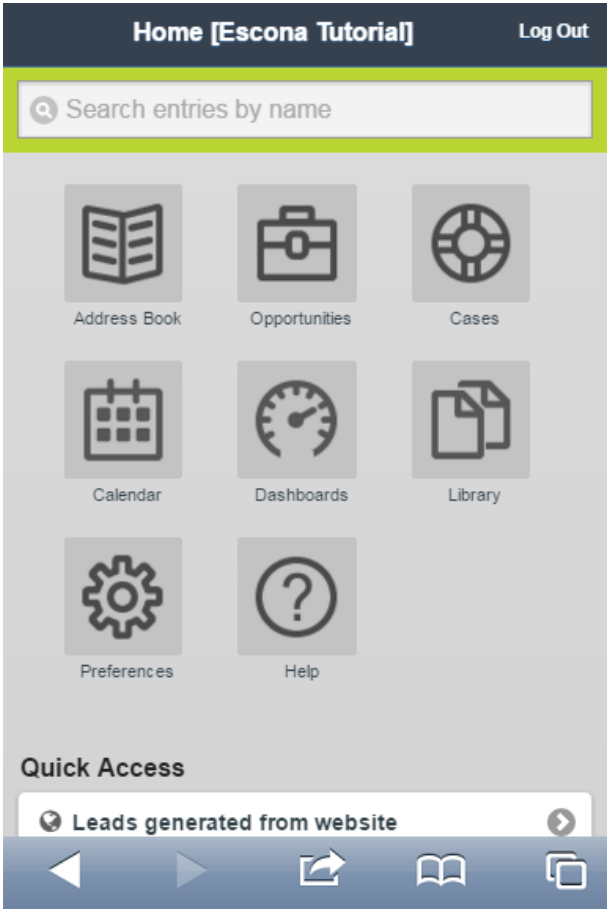 Home [Escona Tutorial] Log Out
Search entries by name
Address Book Opportunities Cases
Calendar Dashboards Library
Preferences Help
Quick Access
Leads generated from website